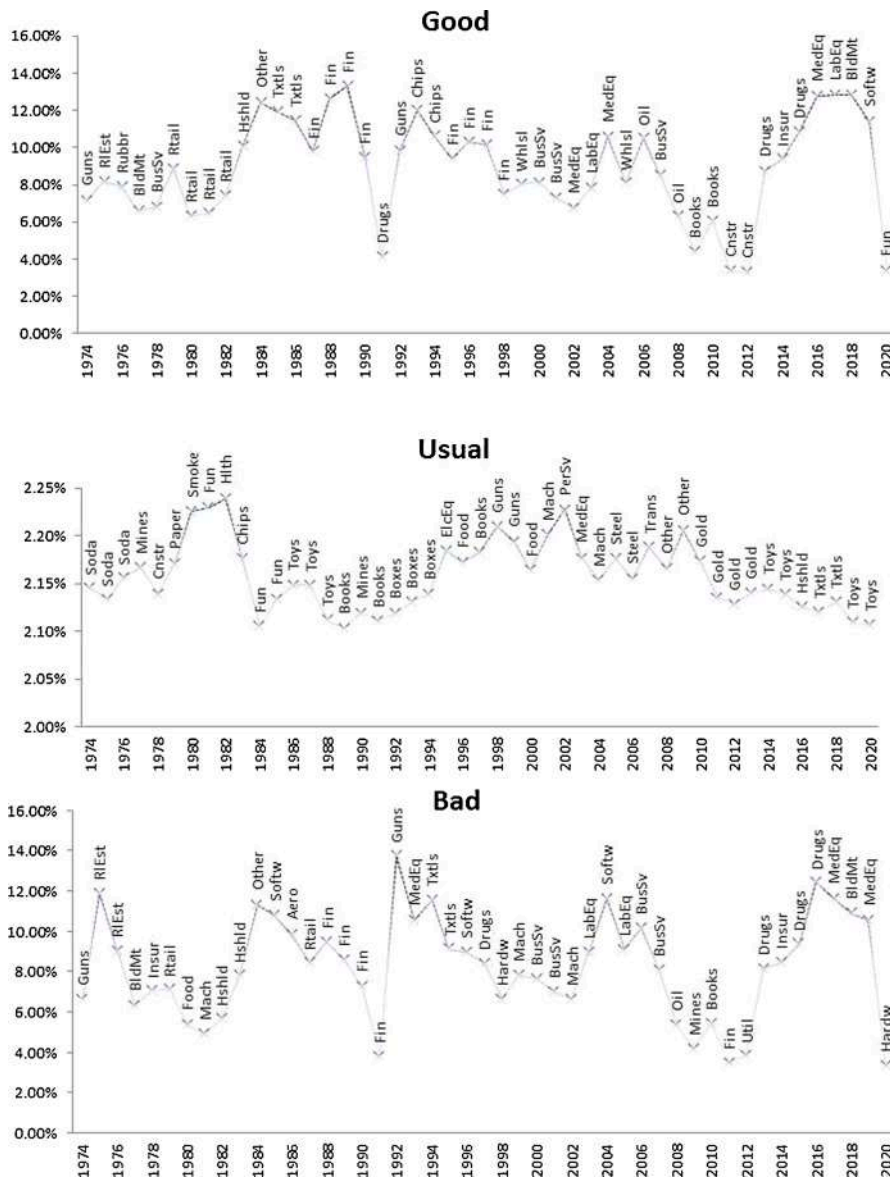 Good
16.00%
14.00%
12.00%
10.00%
8.00%
6.00%
4.00%
2.00%
0.00%
Guns RlEst Rubbr BldMt BusSv Rtail Rtail Rtail Rtail Hshld Other Txtls Txtls Fin Fin Fin Fin Drugs Guns Chips Chips Fin Fin Fin Fin Whlsl BusSv BusSv MedEq LabEq MedEq Whlsl Oil BusSv Oil Books Books Cnstr Cnstr Drugs Insur Drugs MedEq LabEq BldMt Softw Fun
1974 1976 1978 1980 1982 1984 1986 1988 1990 1992 1994 1996 1998 2000 2002 2004 2006 2008 2010 2012 2014 2016 2018 2020
Usual
2.25%
2.20%
2.15%
2.10%
2.05%
2.00%
Soda Soda Soda Mines Cnstr Paper Smoke Fun Hlth Chips Fun Fun Toys Toys Toys Books Mines Books Boxes Boxes Boxes ElcEq Food Books Guns Guns Food Mach PerSv MedEq Mach Steel Steel Trans Other Other Gold Gold Gold Gold Toys Toys Hshld Txtls Txtls Toys Toys
1974 1976 1978 1980 1982 1984 1986 1988 1990 1992 1994 1996 1998 2000 2002 2004 2006 2008 2010 2012 2014 2016 2018 2020
Bad
16.00%
14.00%
12.00%
10.00%
8.00%
6.00%
4.00%
2.00%
0.00%
Guns RlEst RlEst BldMt Insur Rtail Food Mach Hshld Hshld Other Softw Aero Rtail Fin Fin Fin Fin Guns MedEq Txtls Txtls Softw Drugs Hardw Mach BusSv BusSv Mach LabEq Softw LabEq BusSv BusSv Oil Mines Books Fin Util Drugs Insur Drugs Drugs MedEq BldMt MedEq Hardw
1974 1976 1978 1980 1982 1984 1986 1988 1990 1992 1994 1996 1998 2000 2002 2004 2006 2008 2010 2012 2014 2016 2018 2020